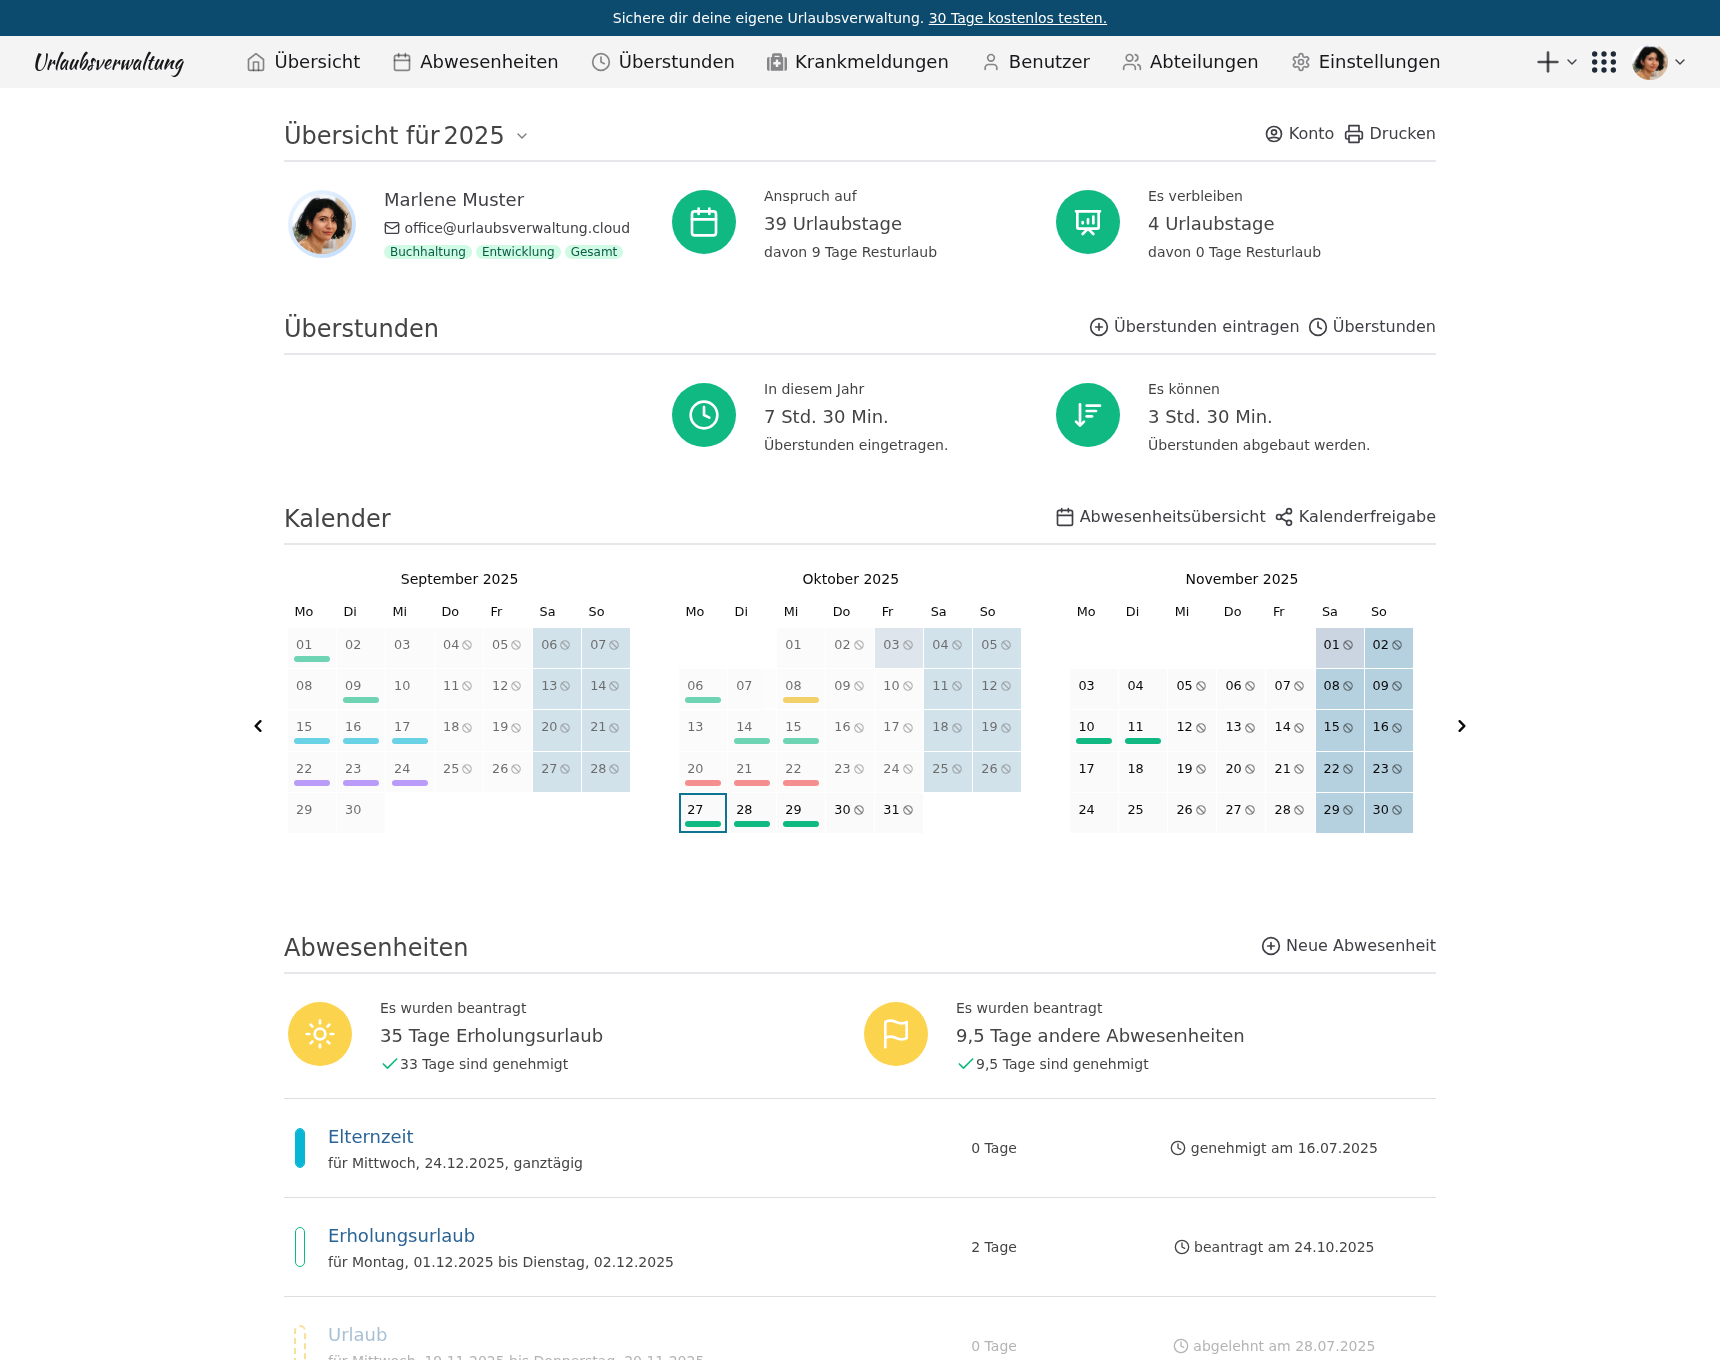 Sichere dir deine eigene Urlaubsverwaltung. 30 Tage kostenlos testen.
Urlaubsverwaltung Übersicht Abwesenheiten Überstunden Krankmeldungen Benutzer Abteilungen Einstellungen
Übersicht für 2025 Konto Drucken
Marlene Muster
office@urlaubsverwaltung.cloud
Buchhaltung Entwicklung Gesamt
Anspruch auf
39 Urlaubstage
davon 9 Tage Resturlaub
Es verbleiben
4 Urlaubstage
davon 0 Tage Resturlaub
Überstunden Überstunden eintragen Überstunden
In diesem Jahr
7 Std. 30 Min.
Überstunden eingetragen.
Es können
3 Std. 30 Min.
Überstunden abgebaut werden.
Kalender Abwesenheitsübersicht Kalenderfreigabe
September 2025
Mo Di Mi Do Fr Sa So
01 02 03 04 05 06 07
08 09 10 11 12 13 14
15 16 17 18 19 20 21
22 23 24 25 26 27 28
29 30
Oktober 2025
Mo Di Mi Do Fr Sa So
01 02 03 04 05
06 07 08 09 10 11 12
13 14 15 16 17 18 19
20 21 22 23 24 25 26
27 28 29 30 31
November 2025
Mo Di Mi Do Fr Sa So
01 02
03 04 05 06 07 08 09
10 11 12 13 14 15 16
17 18 19 20 21 22 23
24 25 26 27 28 29 30
Abwesenheiten Neue Abwesenheit
Es wurden beantragt
35 Tage Erholungsurlaub
33 Tage sind genehmigt
Es wurden beantragt
9,5 Tage andere Abwesenheiten
9,5 Tage sind genehmigt
Elternzeit
für Mittwoch, 24.12.2025, ganztägig
0 Tage
genehmigt am 16.07.2025
Erholungsurlaub
für Montag, 01.12.2025 bis Dienstag, 02.12.2025
2 Tage
beantragt am 24.10.2025
Urlaub
für Mittwoch, 19.11.2025 bis Donnerstag, 20.11.2025
0 Tage
abgelehnt am 28.07.2025